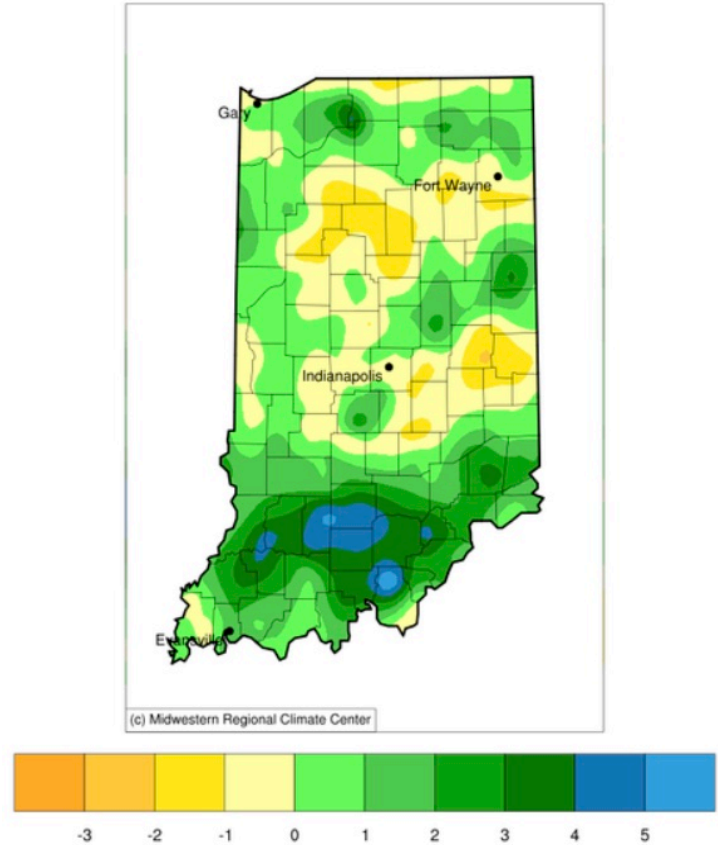 Gary
Fort Wayne
Indianapolis
Evansville
(c) Midwestern Regional Climate Center
-3 -2 -1 0 1 2 3 4 5